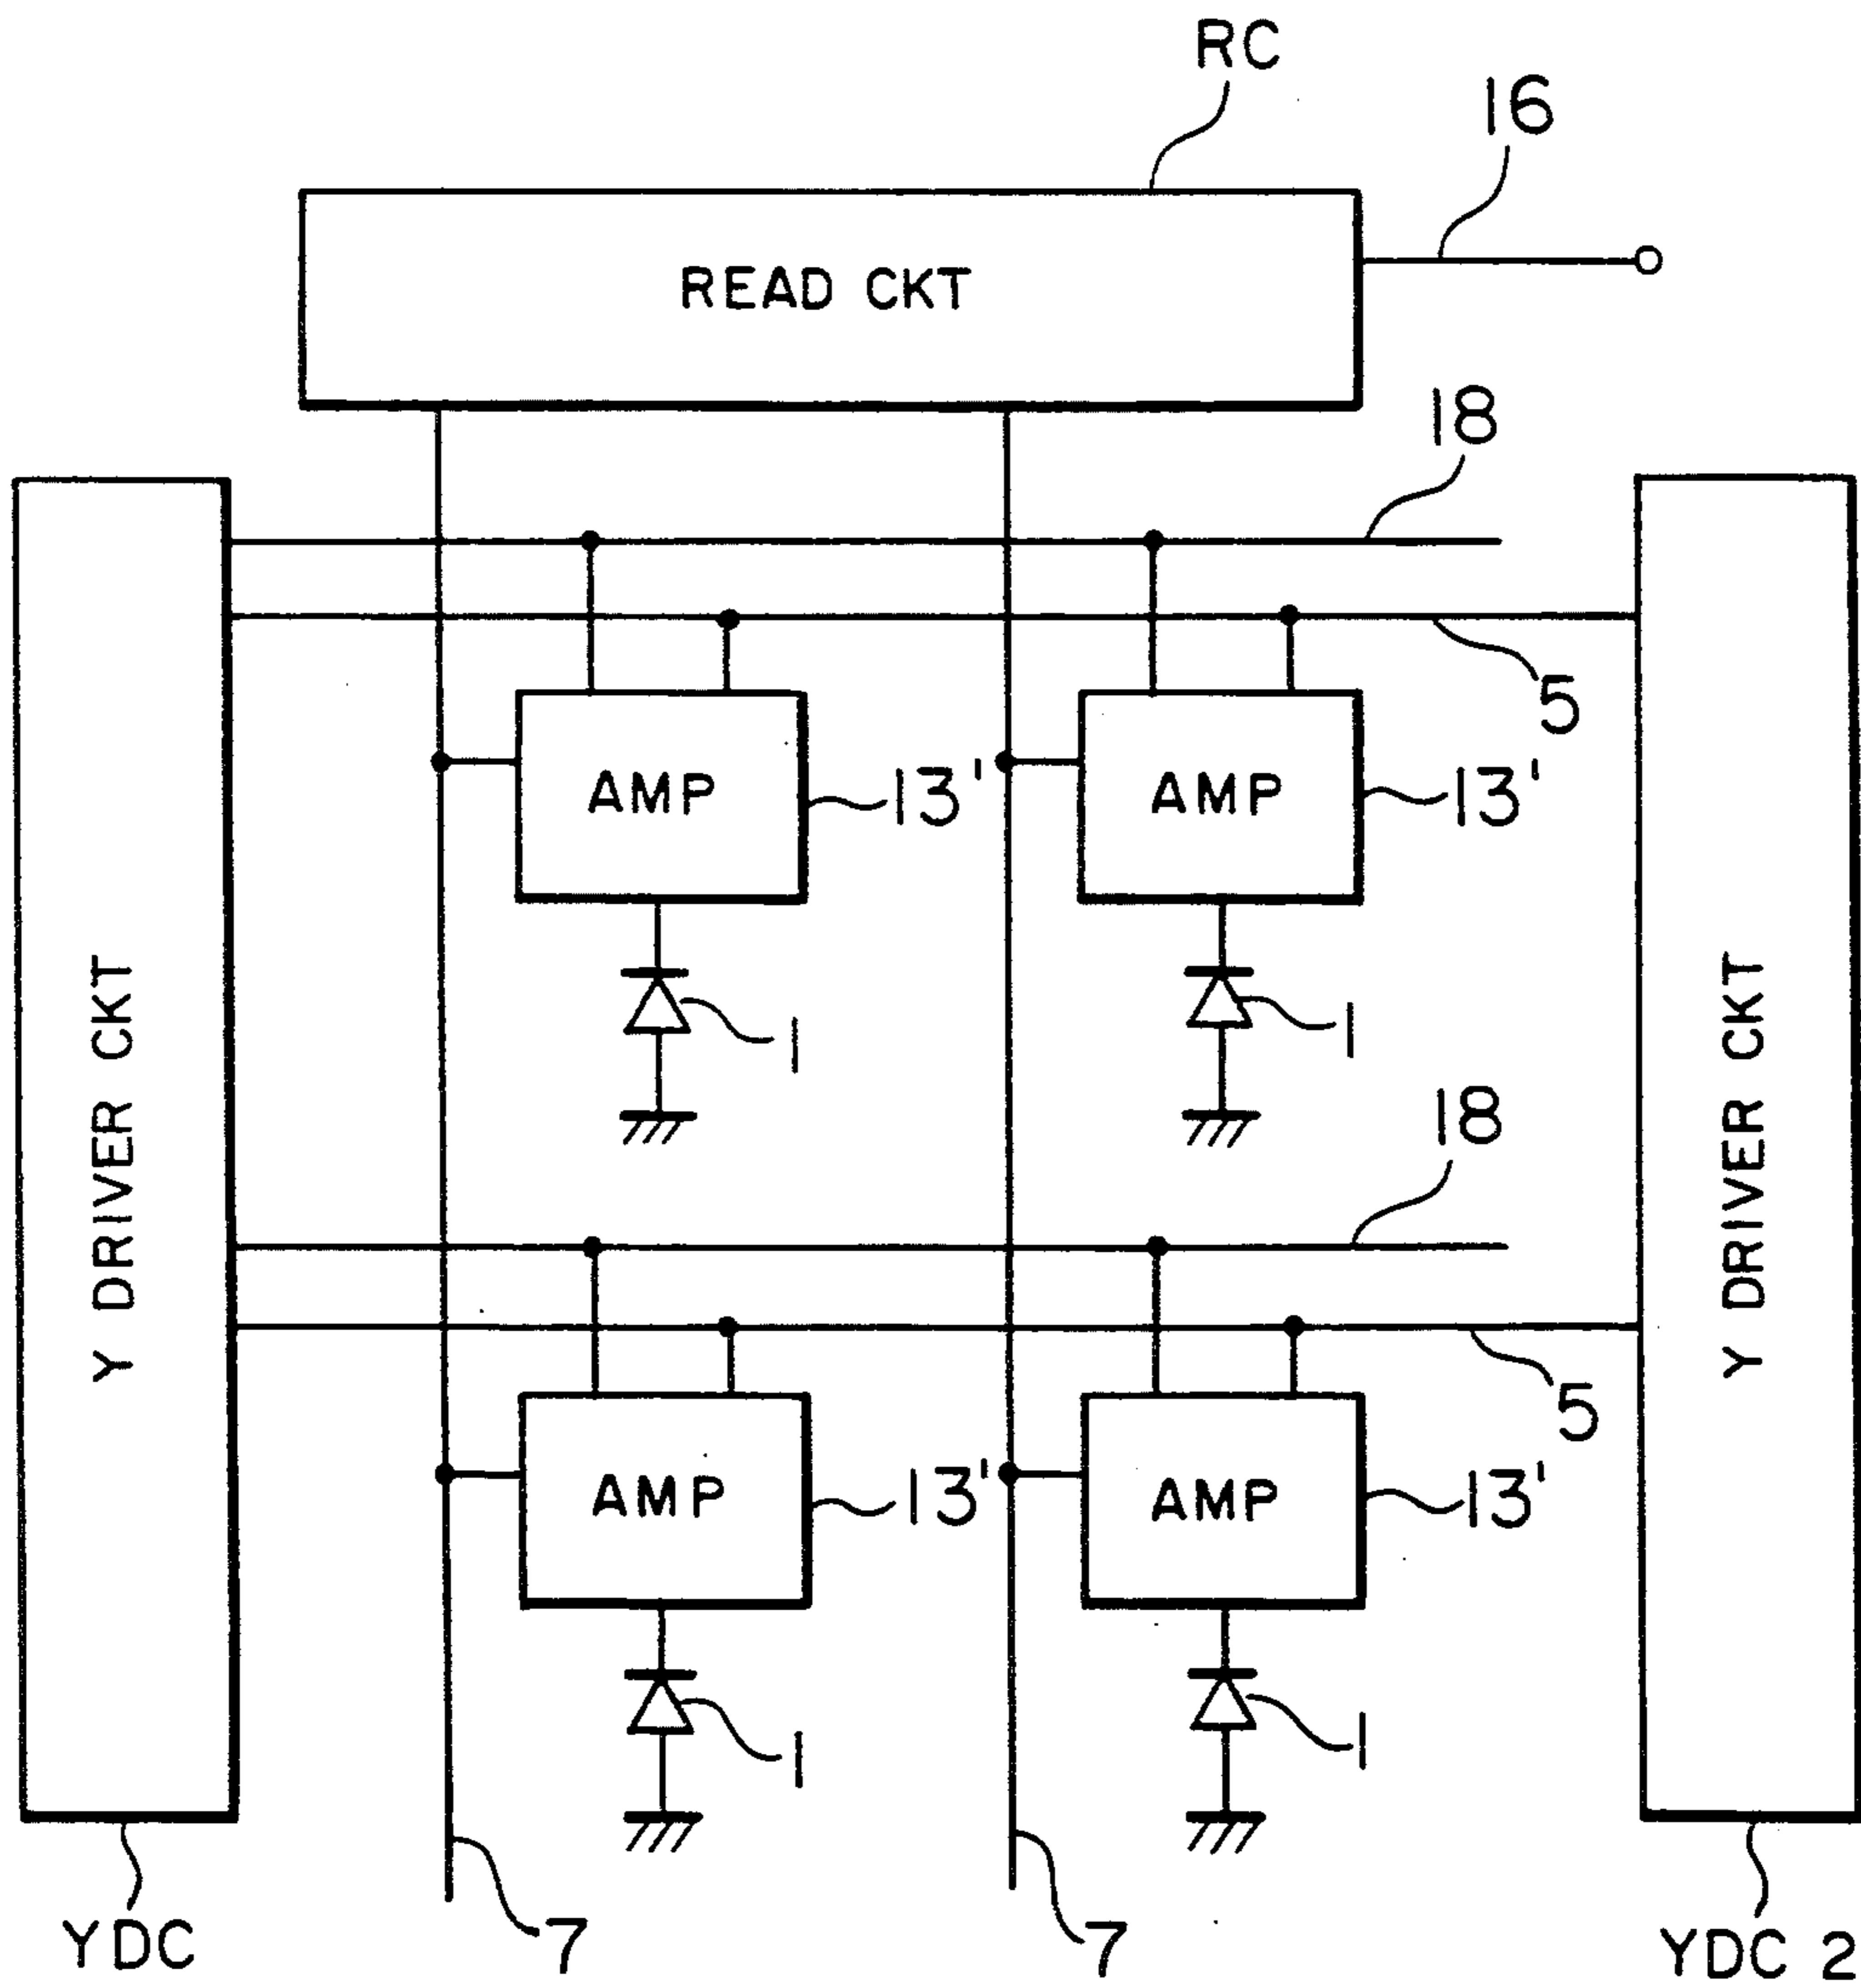 RC
16
READ CKT
18
5
AMP
13'
AMP
13'
1
1
Y DRIVER CKT
Y DRIVER CKT
18
5
AMP
13'
AMP
13'
1
1
YDC
7
7
YDC 2